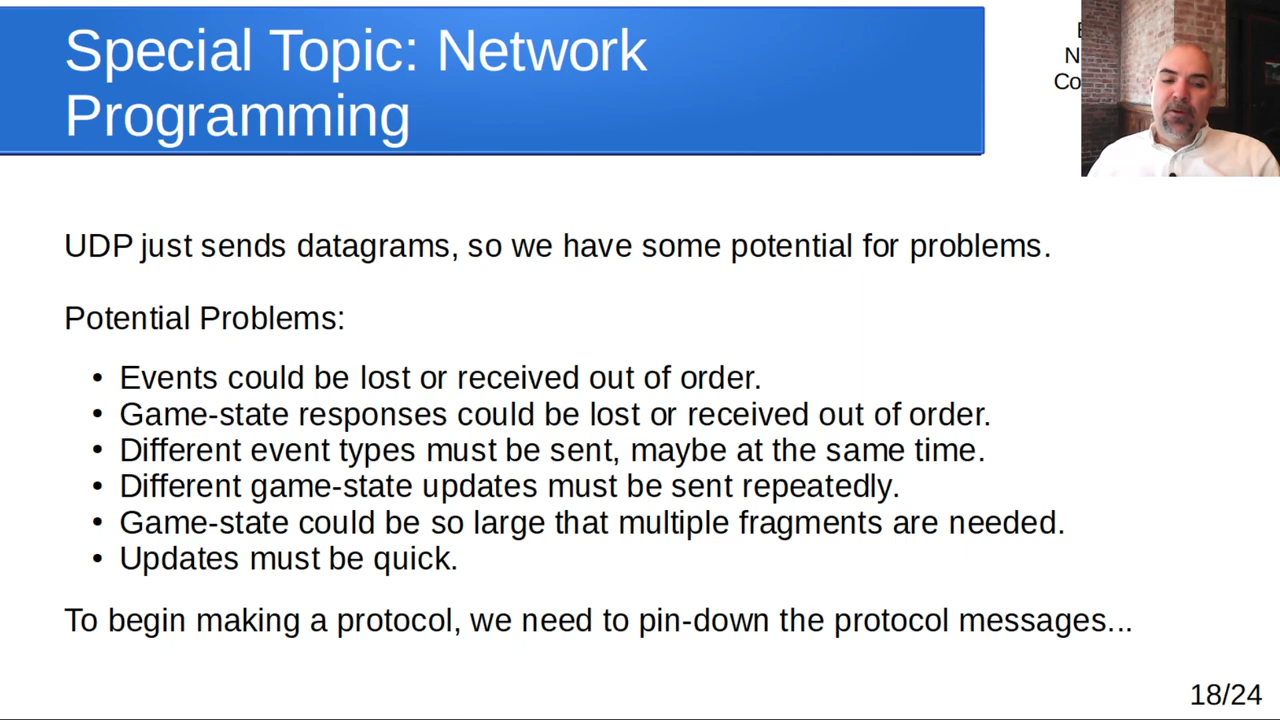 Special Topic: Network
Programming
UDP just sends datagrams, so we have some potential for problems.
Potential Problems:
• Events could be lost or received out of order.
• Game-state responses could be lost or received out of order.
• Different event types must be sent, maybe at the same time.
• Different game-state updates must be sent repeatedly.
• Game-state could be so large that multiple fragments are needed.
• Updates must be quick.
To begin making a protocol, we need to pin-down the protocol messages...
18/24